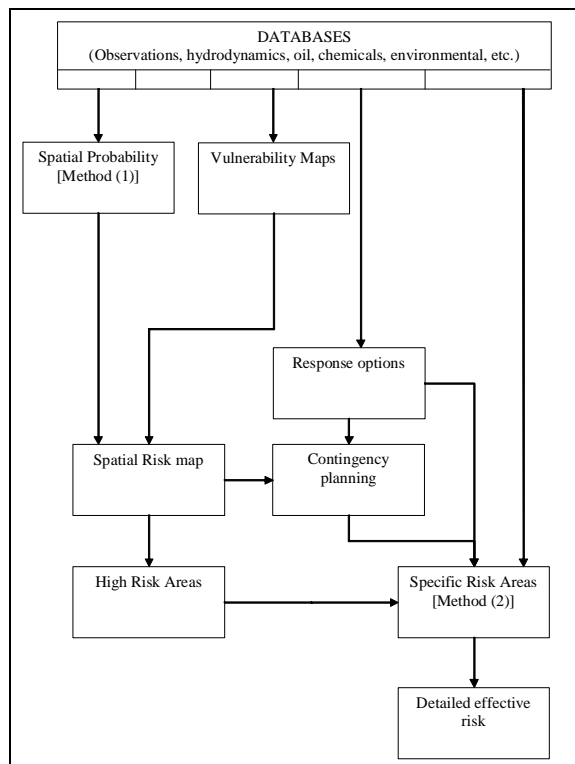 DATABASES
(Observations, hydrodynamics, oil, chemicals, environmental, etc.)
Spatial Probability
[Method (1)]
Vulnerability Maps
Response options
Spatial Risk map
Contingency
planning
High Risk Areas
Specific Risk Areas
[Method (2)]
Detailed effective
risk